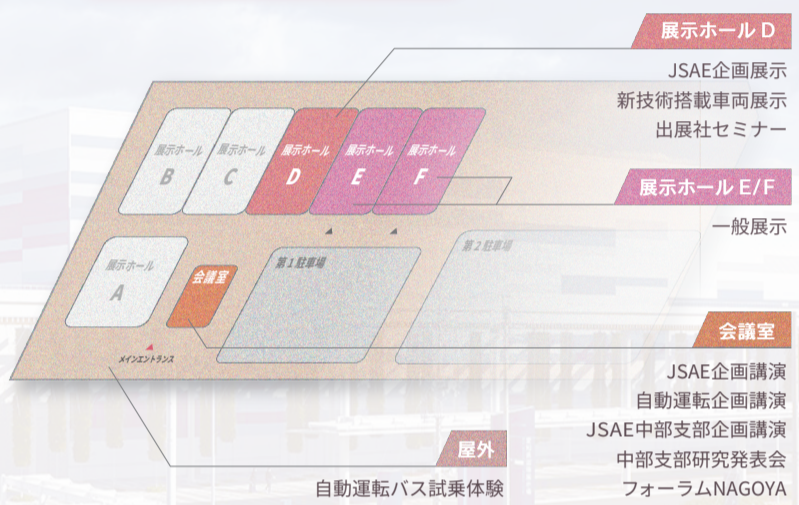 展示ホール D
JSAE企画展示
新技術搭載車両展示
出展社セミナー
展示ホール
B
展示ホール
C
展示ホール
D
展示ホール
E
展示ホール
F
展示ホール E/F
一般展示
展示ホール
A
会議室
第1駐車場
第2駐車場
メインエントランス
会議室
JSAE企画講演
自動運転企画講演
JSAE中部支部企画講演
中部支部研究発表会
フォーラムNAGOYA
屋外
自動運転バス試乗体験